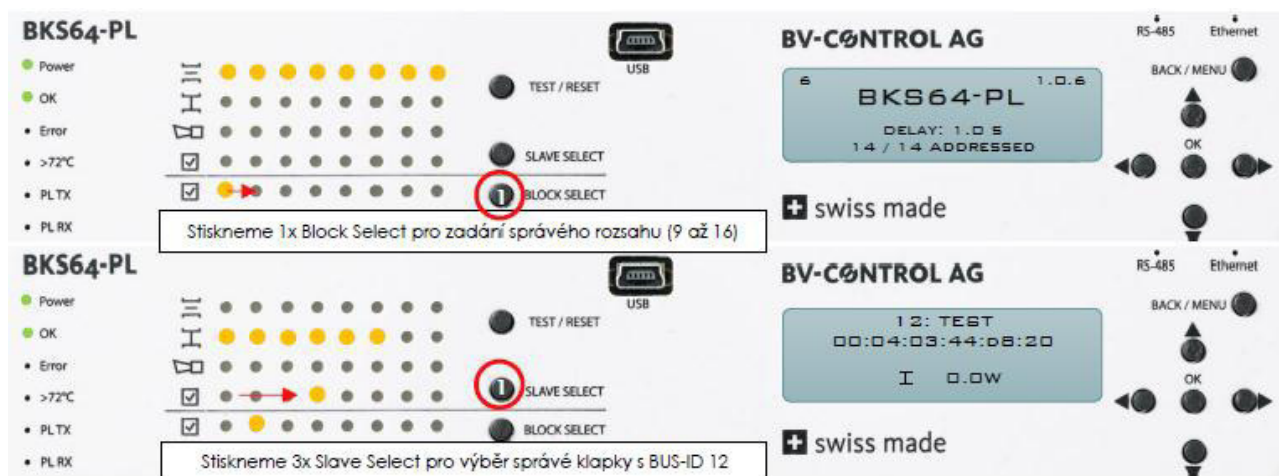 BKS64-PL
Power
OK
Error
>72°C
PL TX
PL RX
USB
TEST / RESET
SLAVE SELECT
1
BLOCK SELECT
Stiskneme 1x Block Select pro zadání správého rozsahu (9 až 16)
BV-CONTROL AG
RS-485
Ethernet
BACK / MENU
6
1.0.6
BKS64-PL
DELAY: 1.0 S
14 / 14 ADDRESSED
OK
swiss made
BKS64-PL
Power
OK
Error
>72°C
PL TX
PL RX
USB
TEST / RESET
1
SLAVE SELECT
BLOCK SELECT
Stiskneme 3x Slave Select pro výběr správé klapky s BUS-ID 12
BV-CONTROL AG
RS-485
Ethernet
BACK / MENU
12: TEST
00:04:03:44:D8:20
I 0.0W
OK
swiss made